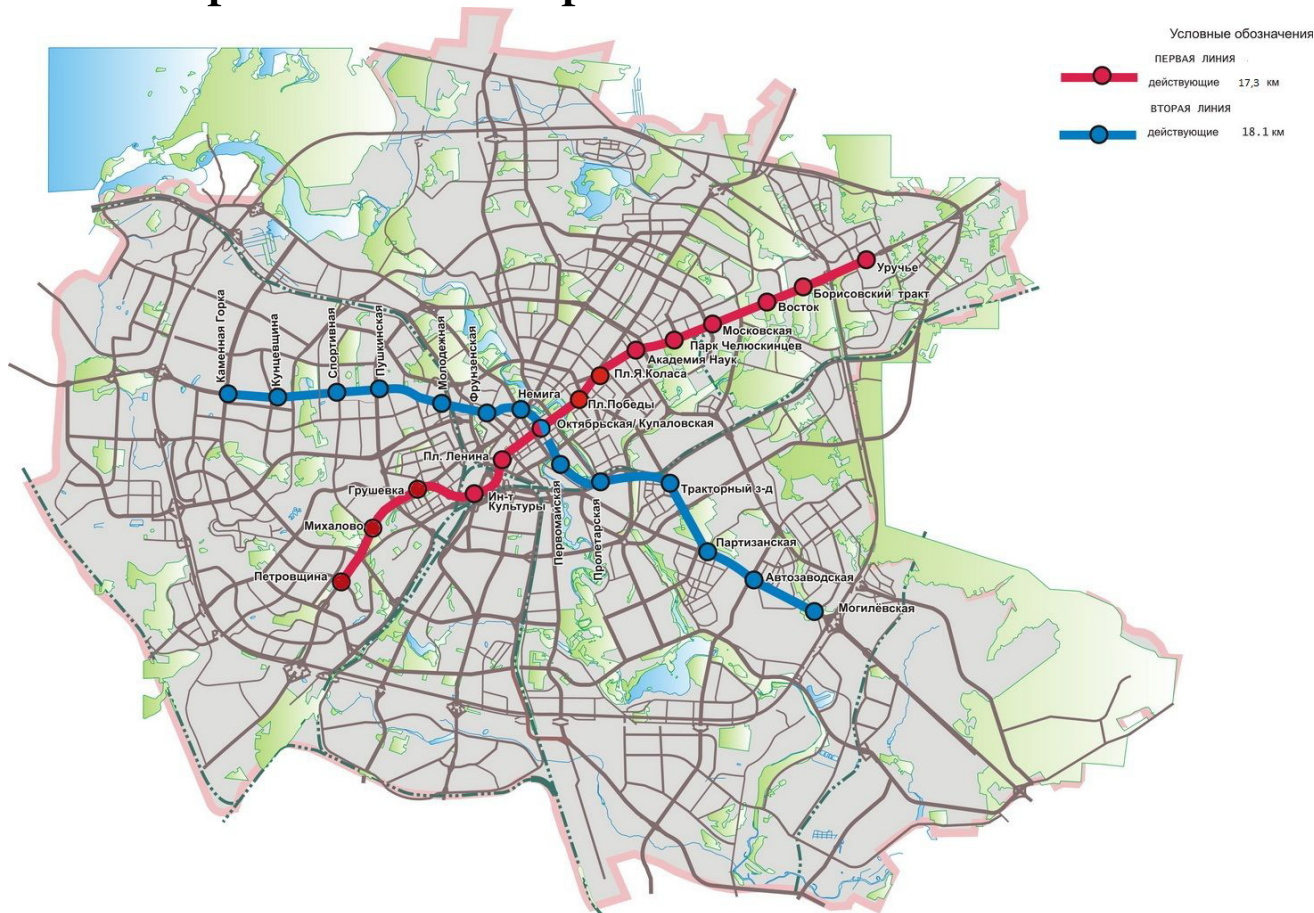 Условные обозначения
ПЕРВАЯ ЛИНИЯ
действующие 17,3 км
ВТОРАЯ ЛИНИЯ
действующие 18.1 км
Уручье
Борисовский тракт
Восток
Московская
Парк Челюскинцев
Академия Наук
Пл.Я.Коласа
Пл.Победы
Октябрьская/Купаловская
Пл. Ленина
Ин-т
Культуры
Грушевка
Михалово
Петровщина
Каменная Горка
Кунцевщина
Спортивная
Пушкинская
Молодежная
Фрунзенская
Немига
Первомайская
Пролетарская
Тракторный з-д
Партизанская
Автозаводская
Могилёвская